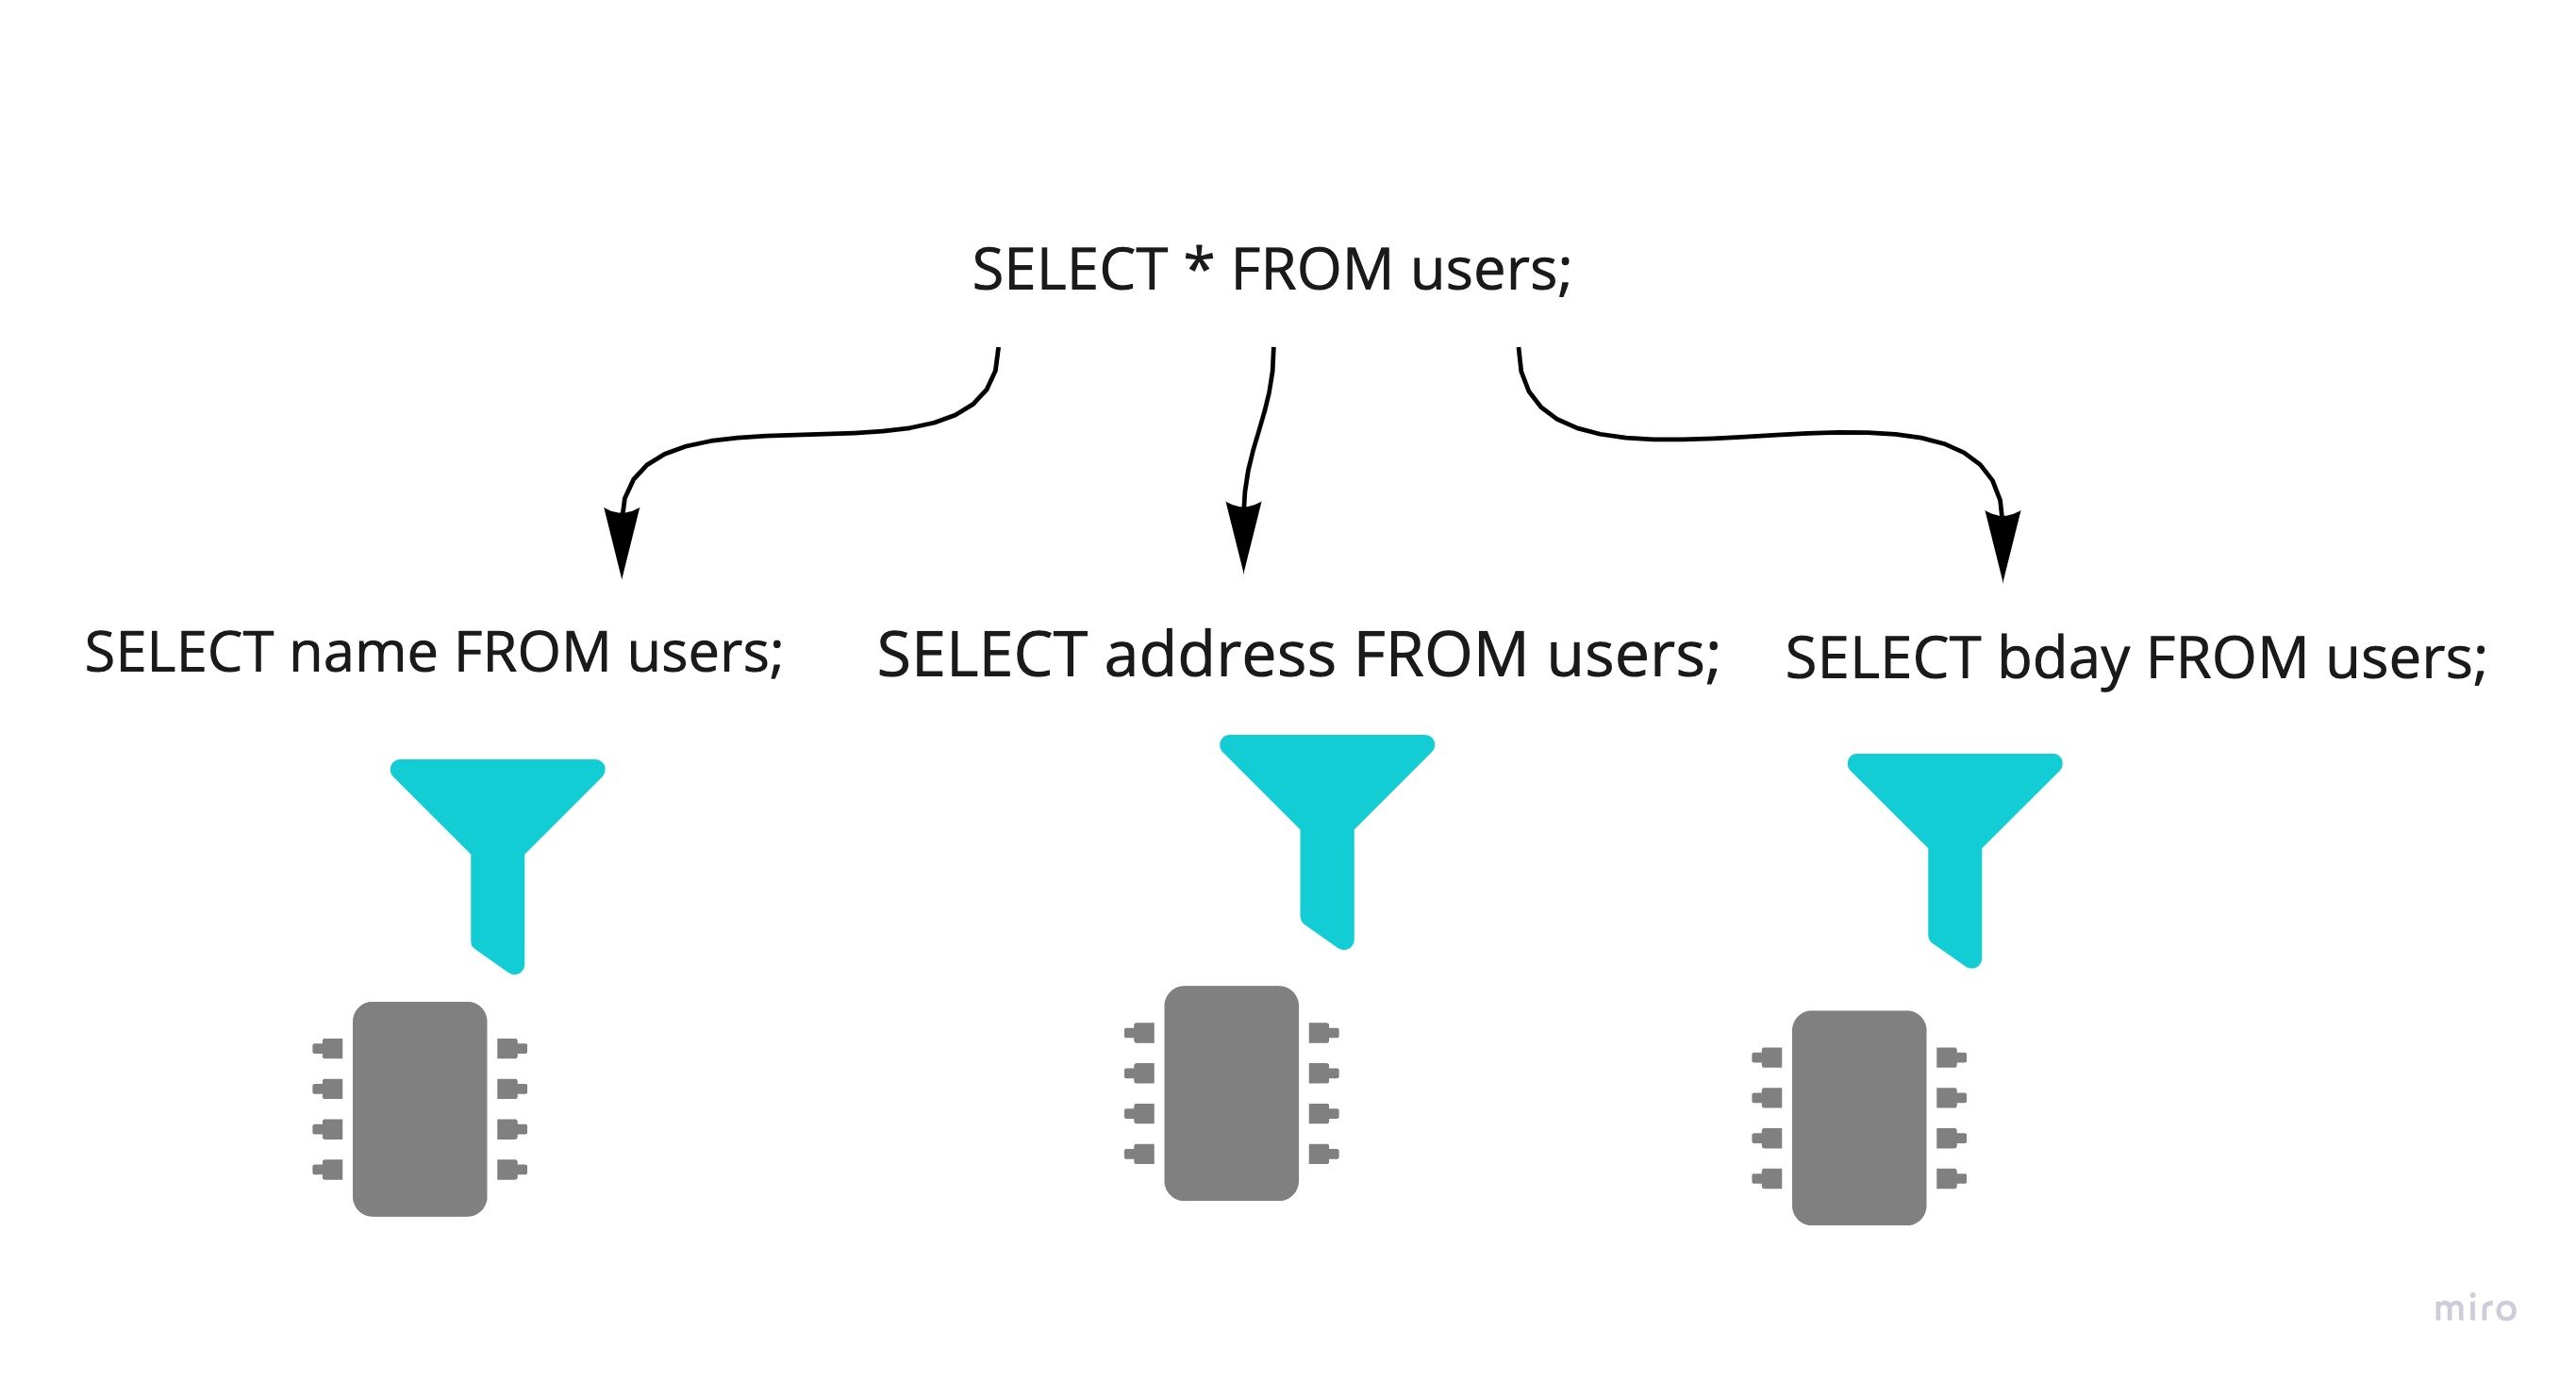 SELECT * FROM users;
SELECT name FROM users;
SELECT address FROM users;
SELECT bday FROM users;
miro